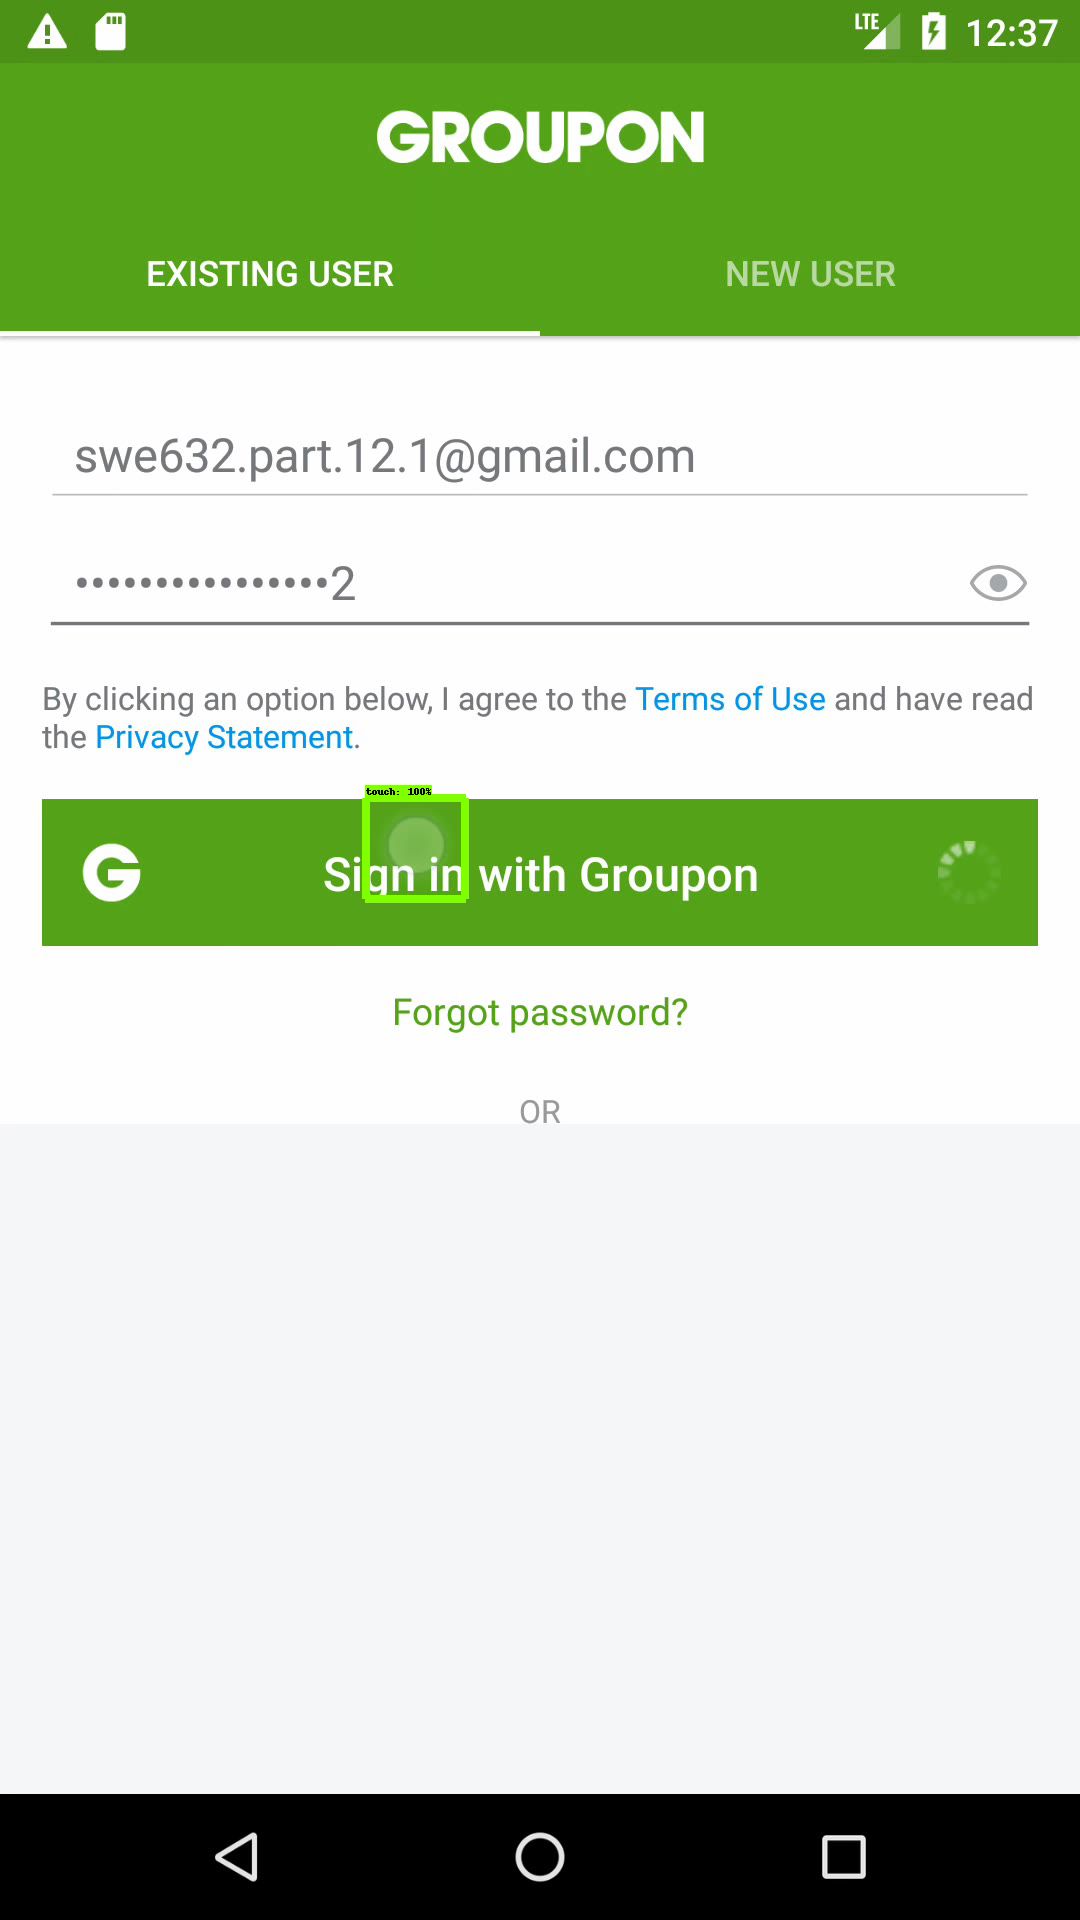 LTE 12:37
GROUPON
EXISTING USER
NEW USER
swe632.part.12.1@gmail.com
••••••••••••••••2
By clicking an option below, I agree to the Terms of Use and have read
the Privacy Statement.
touch: 100%
G Sign in with Groupon
Forgot password?
OR